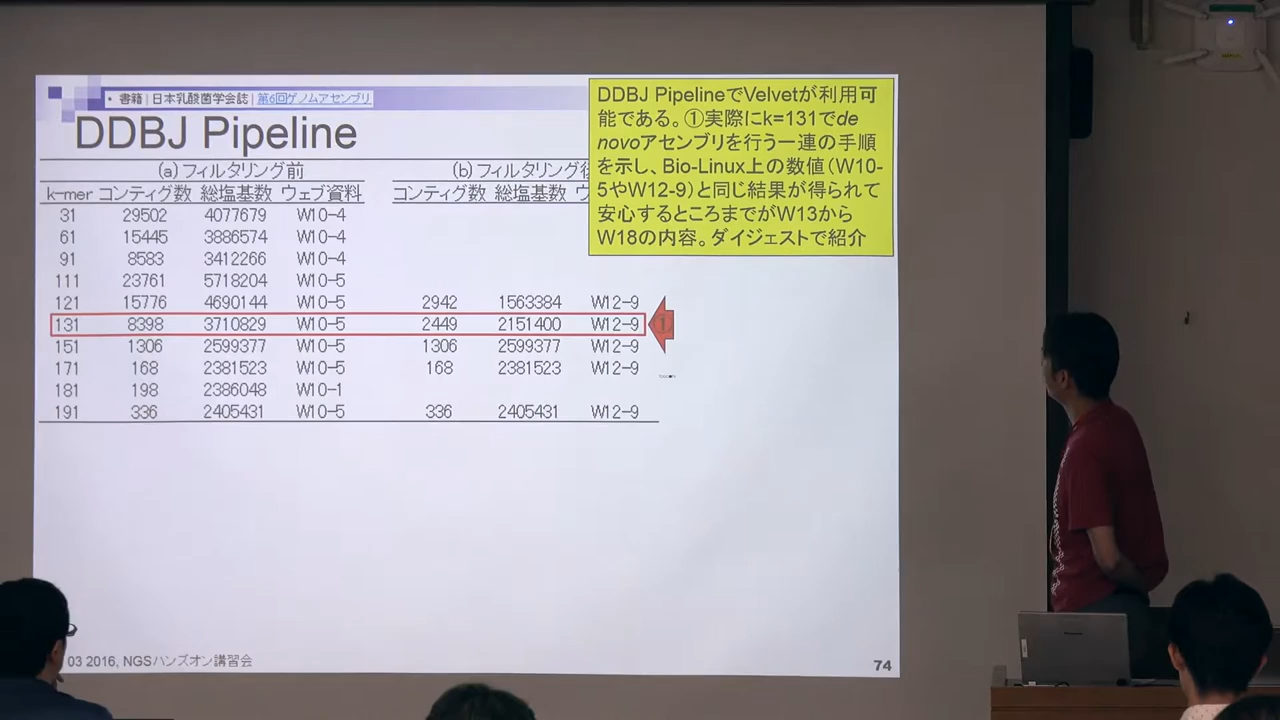 ・ 書籍 | 日本乳酸菌学会誌 | 第6回ゲノムアセンブリ
DDBJ Pipeline
DDBJ PipelineでVelvetが利用可
能である。①実際にk=131でde
novoアセンブリを行う一連の手順
を示し、Bio-Linux上の数値(W10-
5やW12-9)と同じ結果が得られて
安心するところまでがW13から
W18の内容。ダイジェストで紹介
(a) フィルタリング前 (b) フィルタリング後
k-mer コンティグ数 総塩基数 ウェブ資料 コンティグ数 総塩基数
31 29502 4077679 W10-4
61 15445 3886574 W10-4
91 8583 3412266 W10-4
111 23761 5718204 W10-5
121 15776 4690144 W10-5 2942 1563384 W12-9
131 8398 3710829 W10-5 2449 2151400 W12-9 ①
151 1306 2599377 W10-5 1306 2599377 W12-9
171 168 2381523 W10-5 168 2381523 W12-9
181 198 2386048 W10-1
191 336 2405431 W10-5 336 2405431 W12-9
03 2016, NGSハンズオン講習会
74